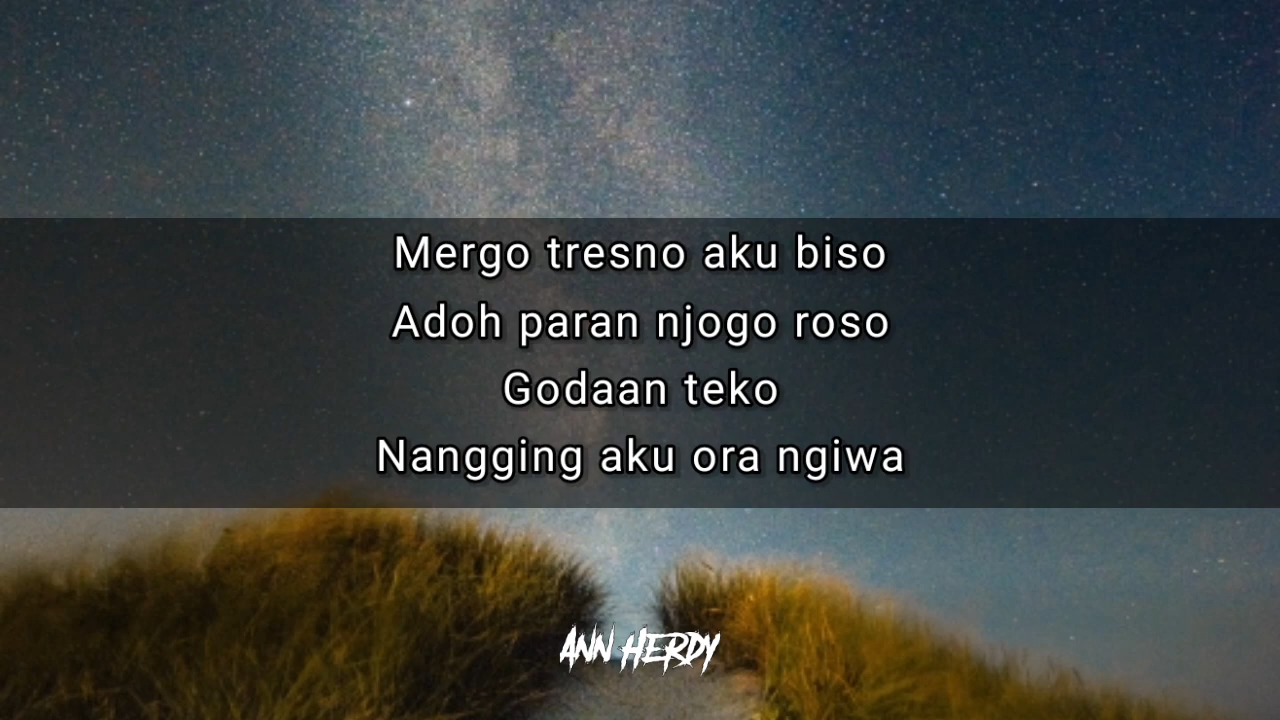 Mergo tresno aku biso
Adoh paran njogo roso
Godaan teko
Nangging aku ora ngiwa
ANN HERDY